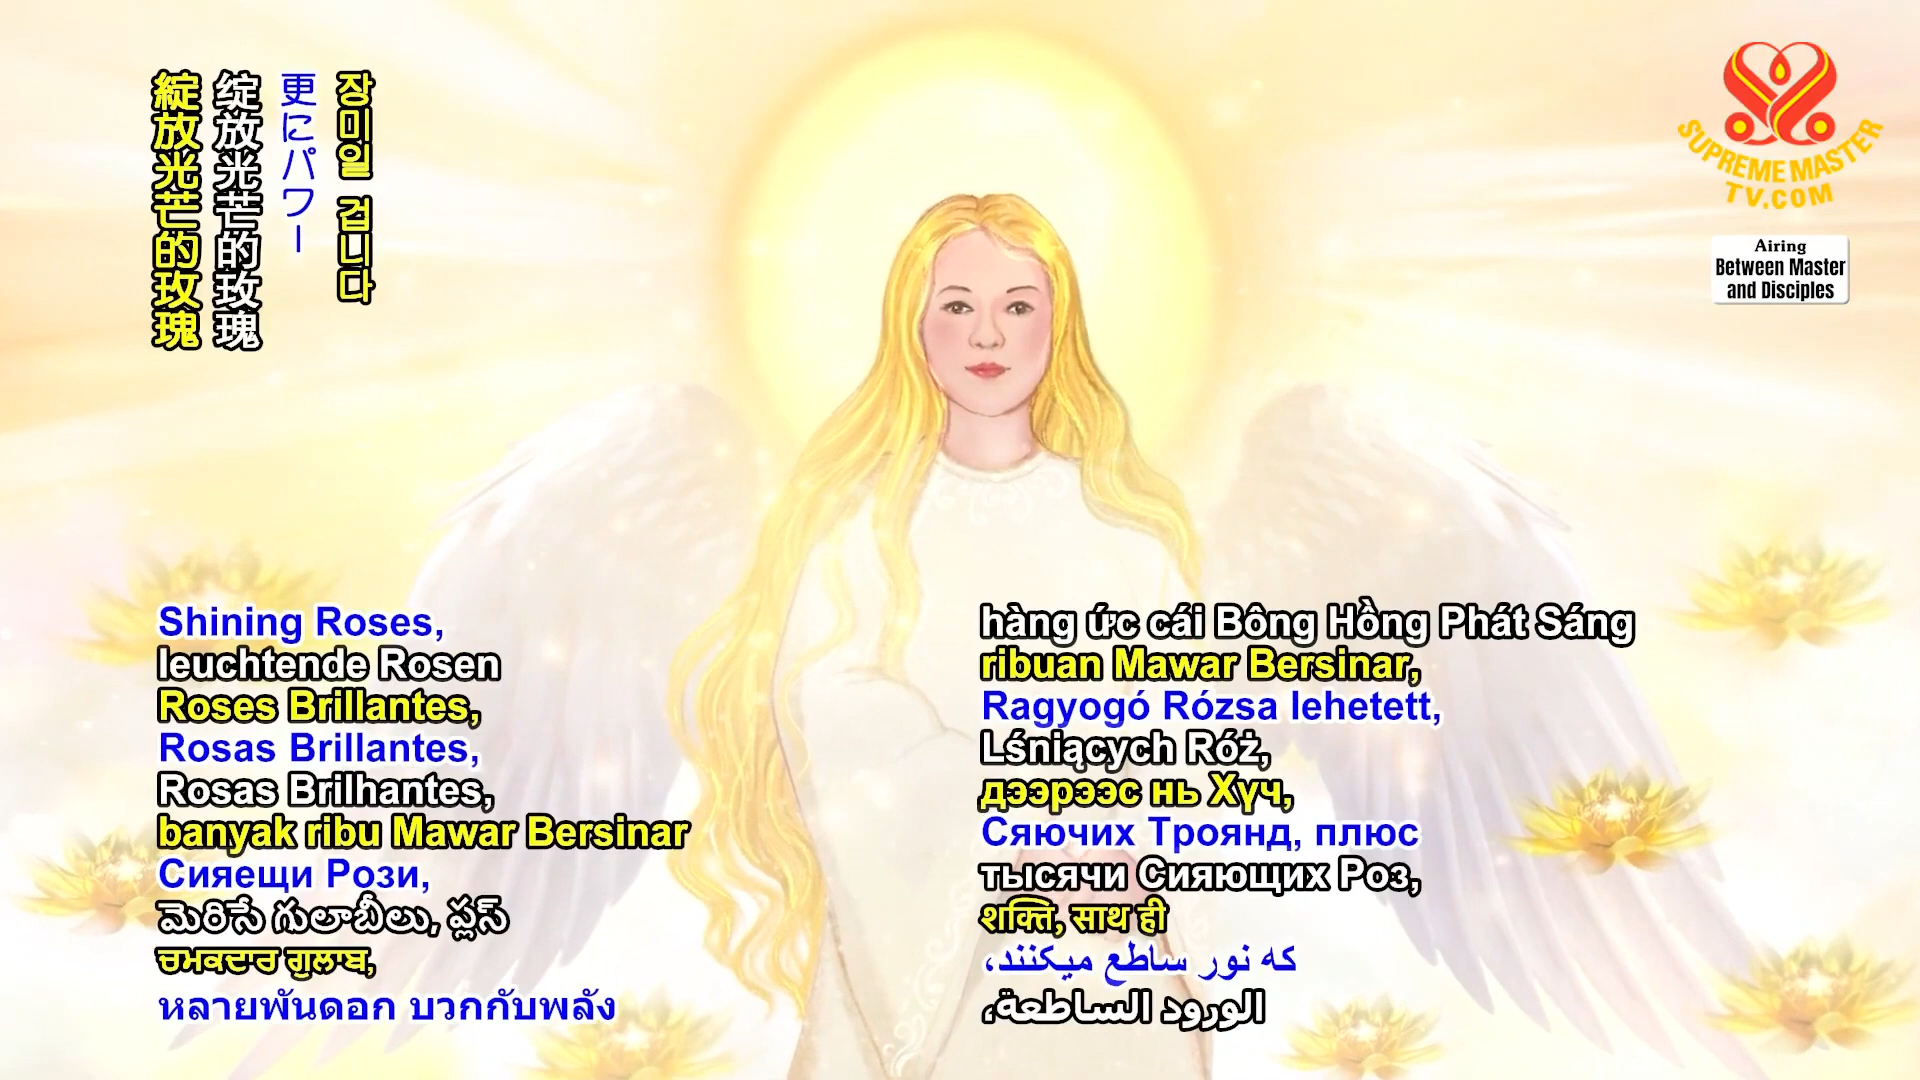 綻放光芒的玫瑰
绽放光芒的玫瑰
更にパワー
장미일 겁니다
SUPREME MASTER
TV.COM
Airing
Between Master
and Disciples
Shining Roses,
leuchtende Rosen
Roses Brillantes,
Rosas Brillantes,
Rosas Brilhantes,
banyak ribu Mawar Bersinar
Сияещи Рози,
మెరిసే గులాబీలు, ప్లస్
ਚਮਕਦਾਰ ਗੁਲਾਬ,
หลายพันดอก บวกกับพลัง
hàng ức cái Bông Hồng Phát Sáng
ribuan Mawar Bersinar,
Ragyogó Rózsa lehetett,
Lśniących Róż,
дээрээс нь Хүч,
Сяючих Троянд, плюс
тысячи Сияющих Роз,
शक्ति, साथ ही
که نور ساطع میکنند،
الورود الساطعة،